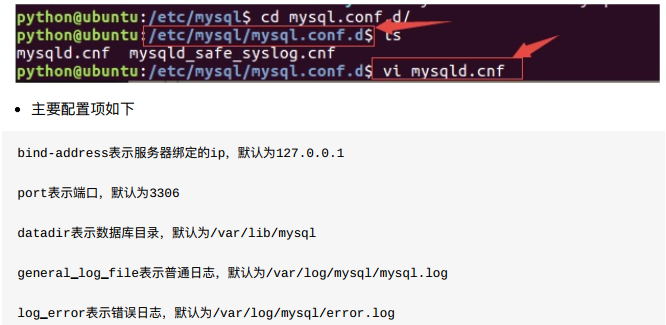 python@ubuntu:/etc/mysql$ cd mysql.conf.d/
python@ubuntu:/etc/mysql/mysql.conf.d$ ls
mysqld.cnf  mysqld_safe_syslog.cnf
python@ubuntu:/etc/mysql/mysql.conf.d$ vi mysqld.cnf
• 主要配置项如下
bind-address表示服务器绑定的ip，默认为127.0.0.1
port表示端口，默认为3306
datadir表示数据库目录，默认为/var/lib/mysql
general_log_file表示普通日志，默认为/var/log/mysql/mysql.log
log_error表示错误日志，默认为/var/log/mysql/error.log